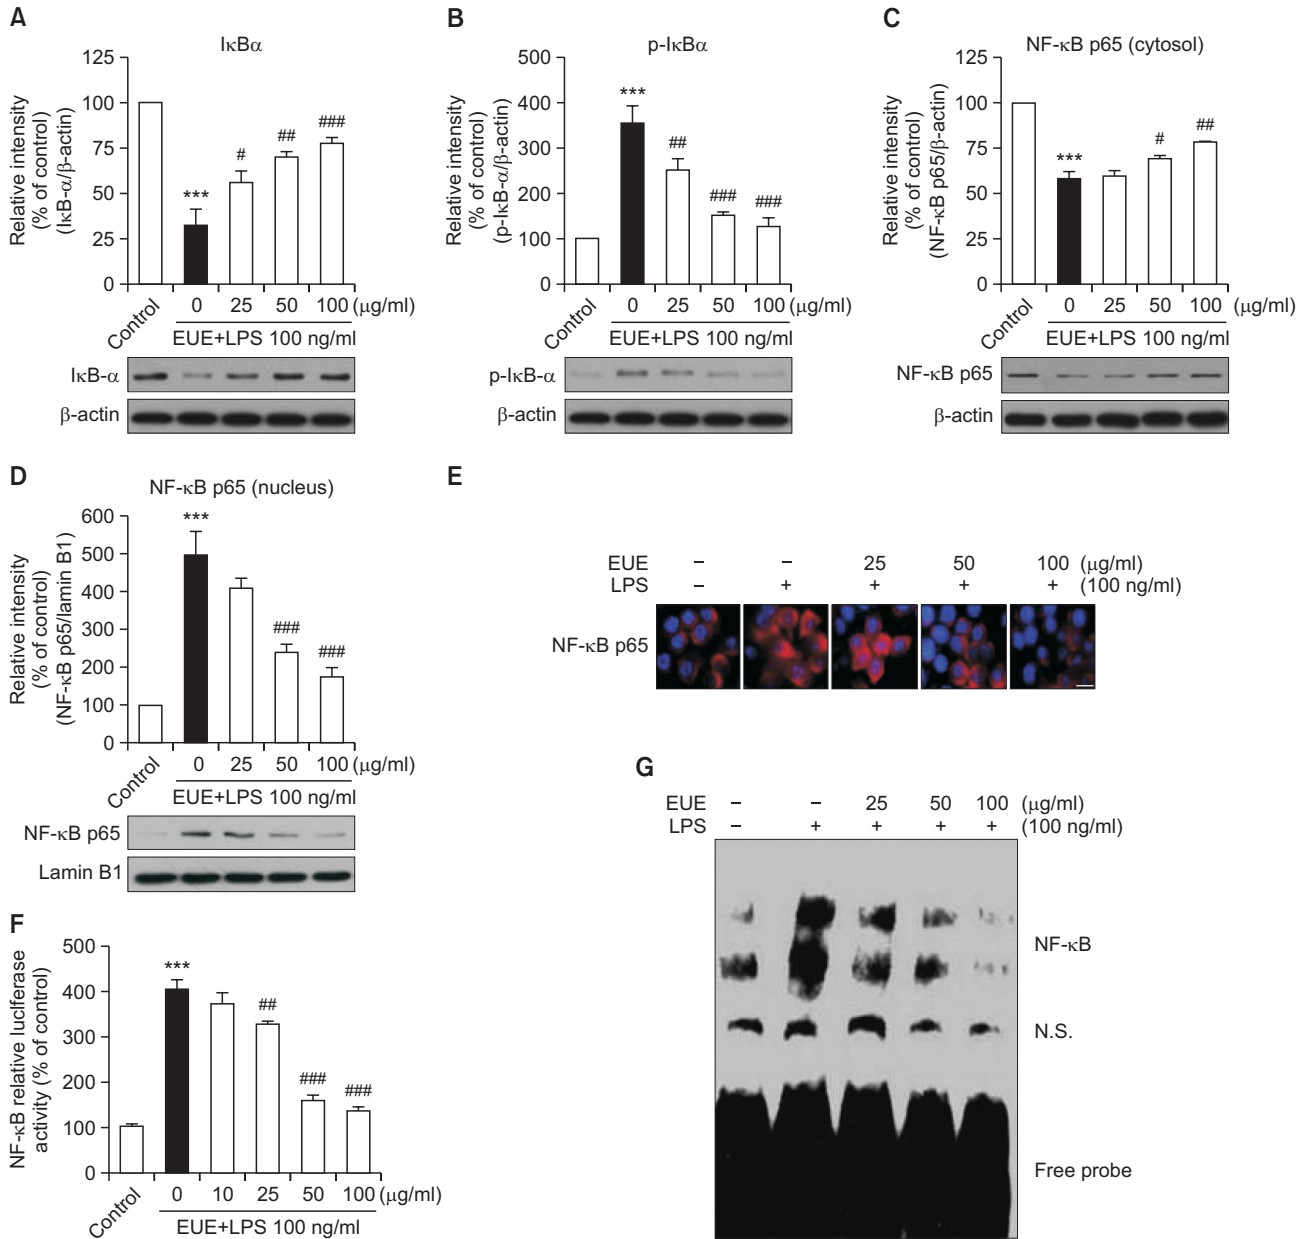 A
IκBα
Relative intensity
(% of control)
(IκB-α/β-actin)
125
100
75
50
25
0
***
#
##
###
Control
0 25 50 100 (μg/ml)
EUE+LPS 100 ng/ml
IκB-α
β-actin
B
p-IκBα
Relative intensity
(% of control)
(p-IκB-α/β-actin)
500
400
300
200
100
0
***
##
###
###
Control
0 25 50 100 (μg/ml)
EUE+LPS 100 ng/ml
p-IκB-α
β-actin
C
NF-κB p65 (cytosol)
Relative intensity
(% of control)
(NF-κB p65/β-actin)
125
100
75
50
25
0
***
#
##
Control
0 25 50 100 (μg/ml)
EUE+LPS 100 ng/ml
NF-κB p65
β-actin
D
NF-κB p65 (nucleus)
Relative intensity
(% of control)
(NF-κB p65/lamin B1)
600
500
400
300
200
100
0
***
###
###
Control
0 25 50 100 (μg/ml)
EUE+LPS 100 ng/ml
NF-κB p65
Lamin B1
E
EUE – – 25 50 100 (μg/ml)
LPS – + + + + (100 ng/ml)
NF-κB p65
F
NF-κB relative luciferase
activity (% of control)
500
400
300
200
100
0
***
##
###
###
Control
0 10 25 50 100 (μg/ml)
EUE+LPS 100 ng/ml
G
EUE – – 25 50 100 (μg/ml)
LPS – + + + + (100 ng/ml)
NF-κB
N.S.
Free probe